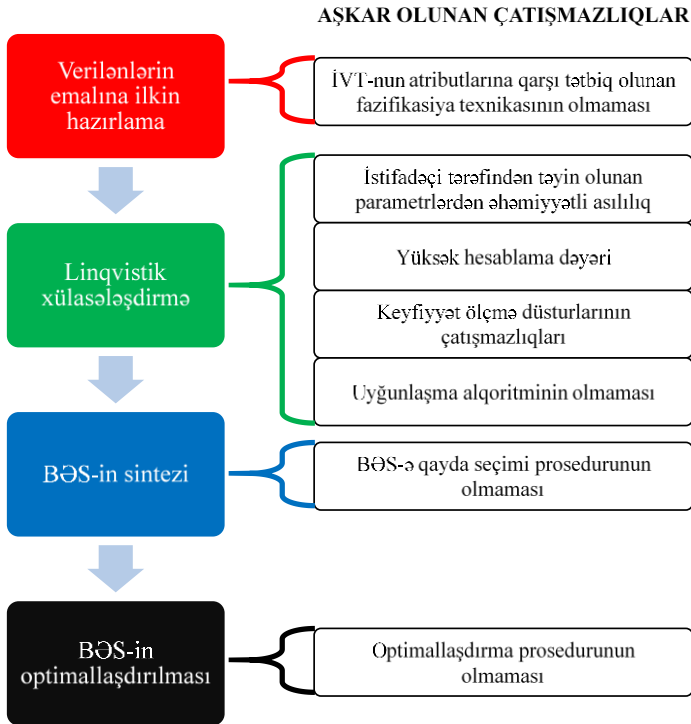 AŞKAR OLUNAN ÇATIŞMAZLIQLAR
Verilənlərin
emalına ilkin
hazırlama
İVT-nun atributlarına qarşı tətbiq olunan
fazifikasiya texnikasının olmaması
Linqvistik
xülasələşdirmə
İstifadəçi tərəfindən təyin olunan
parametrlərdən əhəmiyyətli asılılıq
Yüksək hesablama dəyəri
Keyfiyyət ölçmə düsturlarının
çatışmazlıqları
Uyğunlaşma alqoritminin olmaması
BƏS-in sintezi
BƏS-ə qayda seçimi prosedurunun
olmaması
BƏS-in
optimallaşdırılması
Optimallaşdırma prosedurunun
olmaması